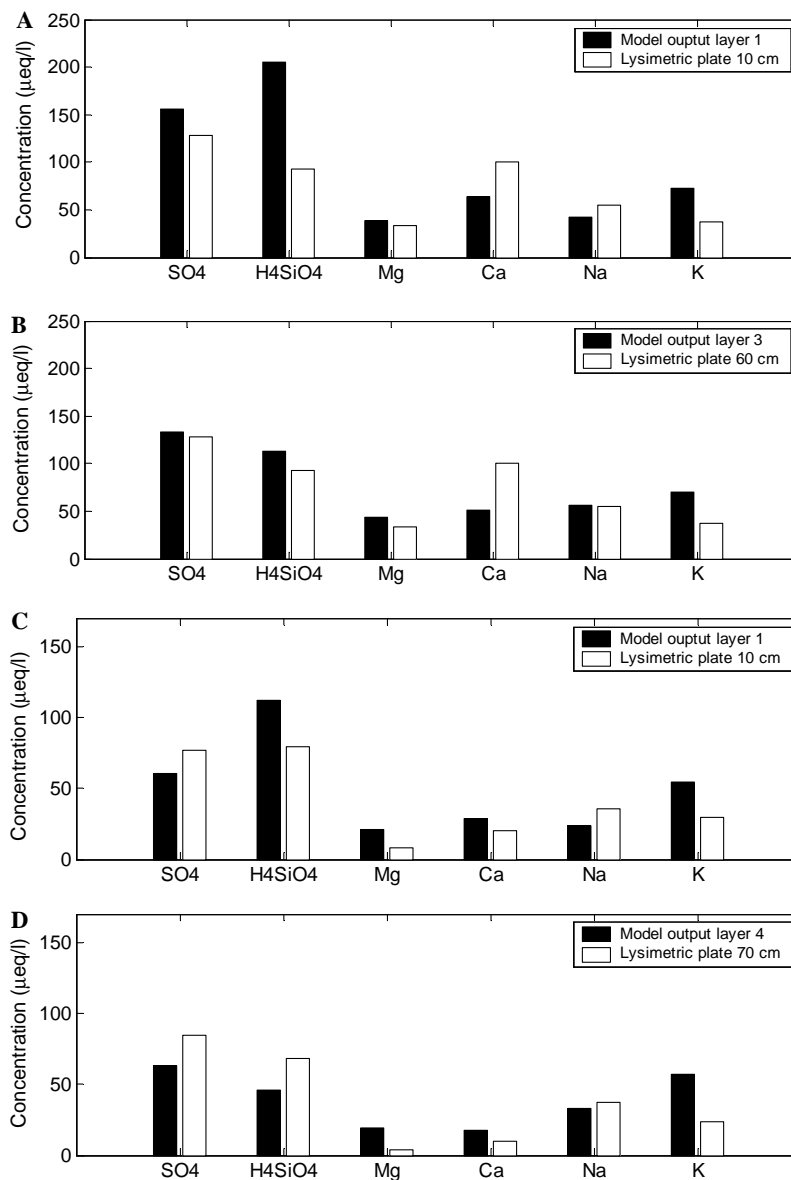 A
Concentration (μeq/l)
250
200
150
100
50
0
Model ouptut layer 1
Lysimetric plate 10 cm
SO4 H4SiO4 Mg Ca Na K
B
Concentration (μeq/l)
250
200
150
100
50
0
Model output layer 3
Lysimetric plate 60 cm
SO4 H4SiO4 Mg Ca Na K
C
Concentration (μeq/l)
150
100
50
0
Model ouptut layer 1
Lysimetric plate 10 cm
SO4 H4SiO4 Mg Ca Na K
D
Concentration (μeq/l)
150
100
50
0
Model output layer 4
Lysimetric plate 70 cm
SO4 H4SiO4 Mg Ca Na K